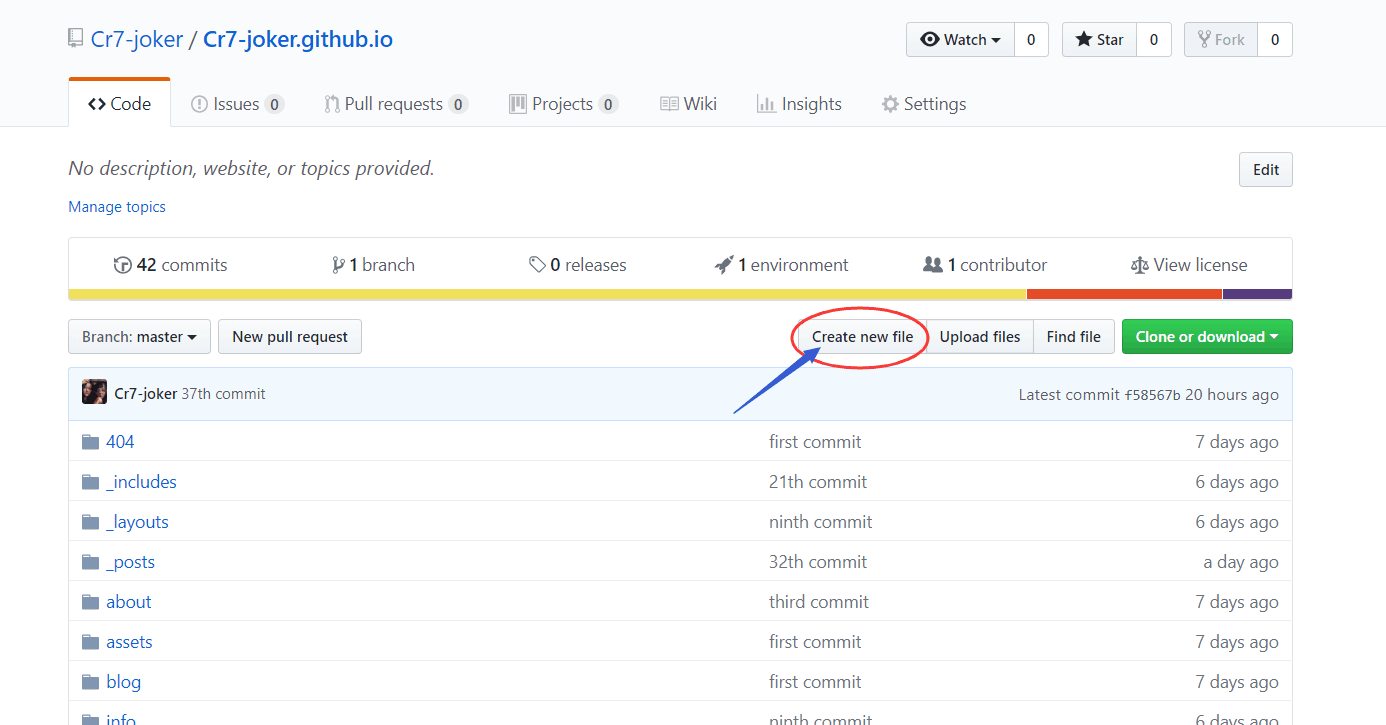 Cr7-joker / Cr7-joker.github.io
Watch 0 Star 0 Fork 0
Code Issues 0 Pull requests 0 Projects 0 Wiki Insights Settings
No description, website, or topics provided.
Edit
Manage topics
42 commits 1 branch 0 releases 1 environment 1 contributor View license
Branch: master New pull request Create new file Upload files Find file Clone or download
Cr7-joker 37th commit Latest commit f58567b 20 hours ago
404 first commit 7 days ago
_includes 21th commit 6 days ago
_layouts ninth commit 6 days ago
_posts 32th commit a day ago
about third commit 7 days ago
assets first commit 7 days ago
blog first commit 7 days ago
info ninth commit 6 days ago